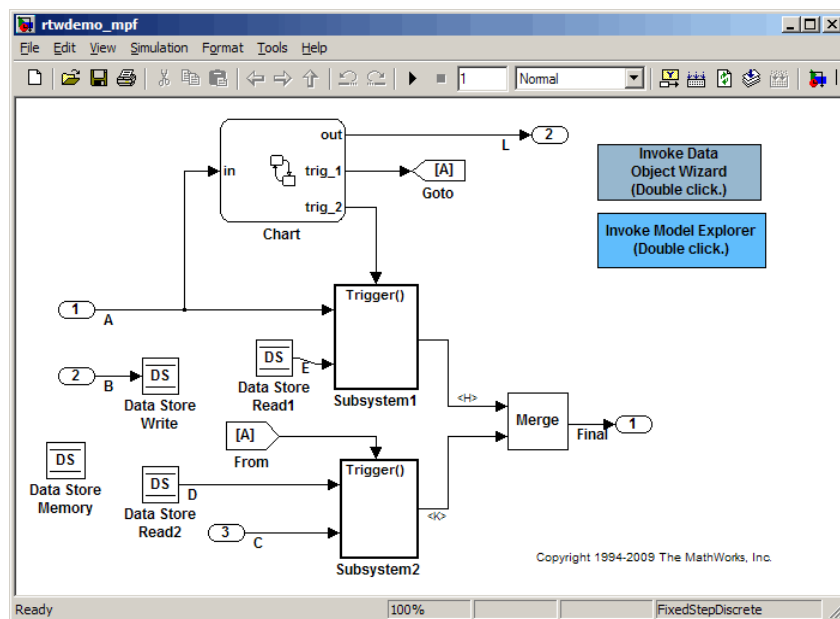 rtwdemo_mpf
File Edit View Simulation Format Tools Help
1 Normal
out
L
2
in
trig_1
[A]
Goto
trig_2
Chart
Invoke Data
Object Wizard
(Double click.)
Invoke Model Explorer
(Double click.)
1
A
Trigger()
DS
E
Data Store
Read1
Subsystem1
2
B
DS
Data Store
Write
<H>
Merge
Final
1
[A]
From
DS
Data Store
Memory
DS
D
Data Store
Read2
Trigger()
<K>
3
C
Subsystem2
Copyright 1994-2009 The MathWorks, Inc.
Ready 100% FixedStepDiscrete